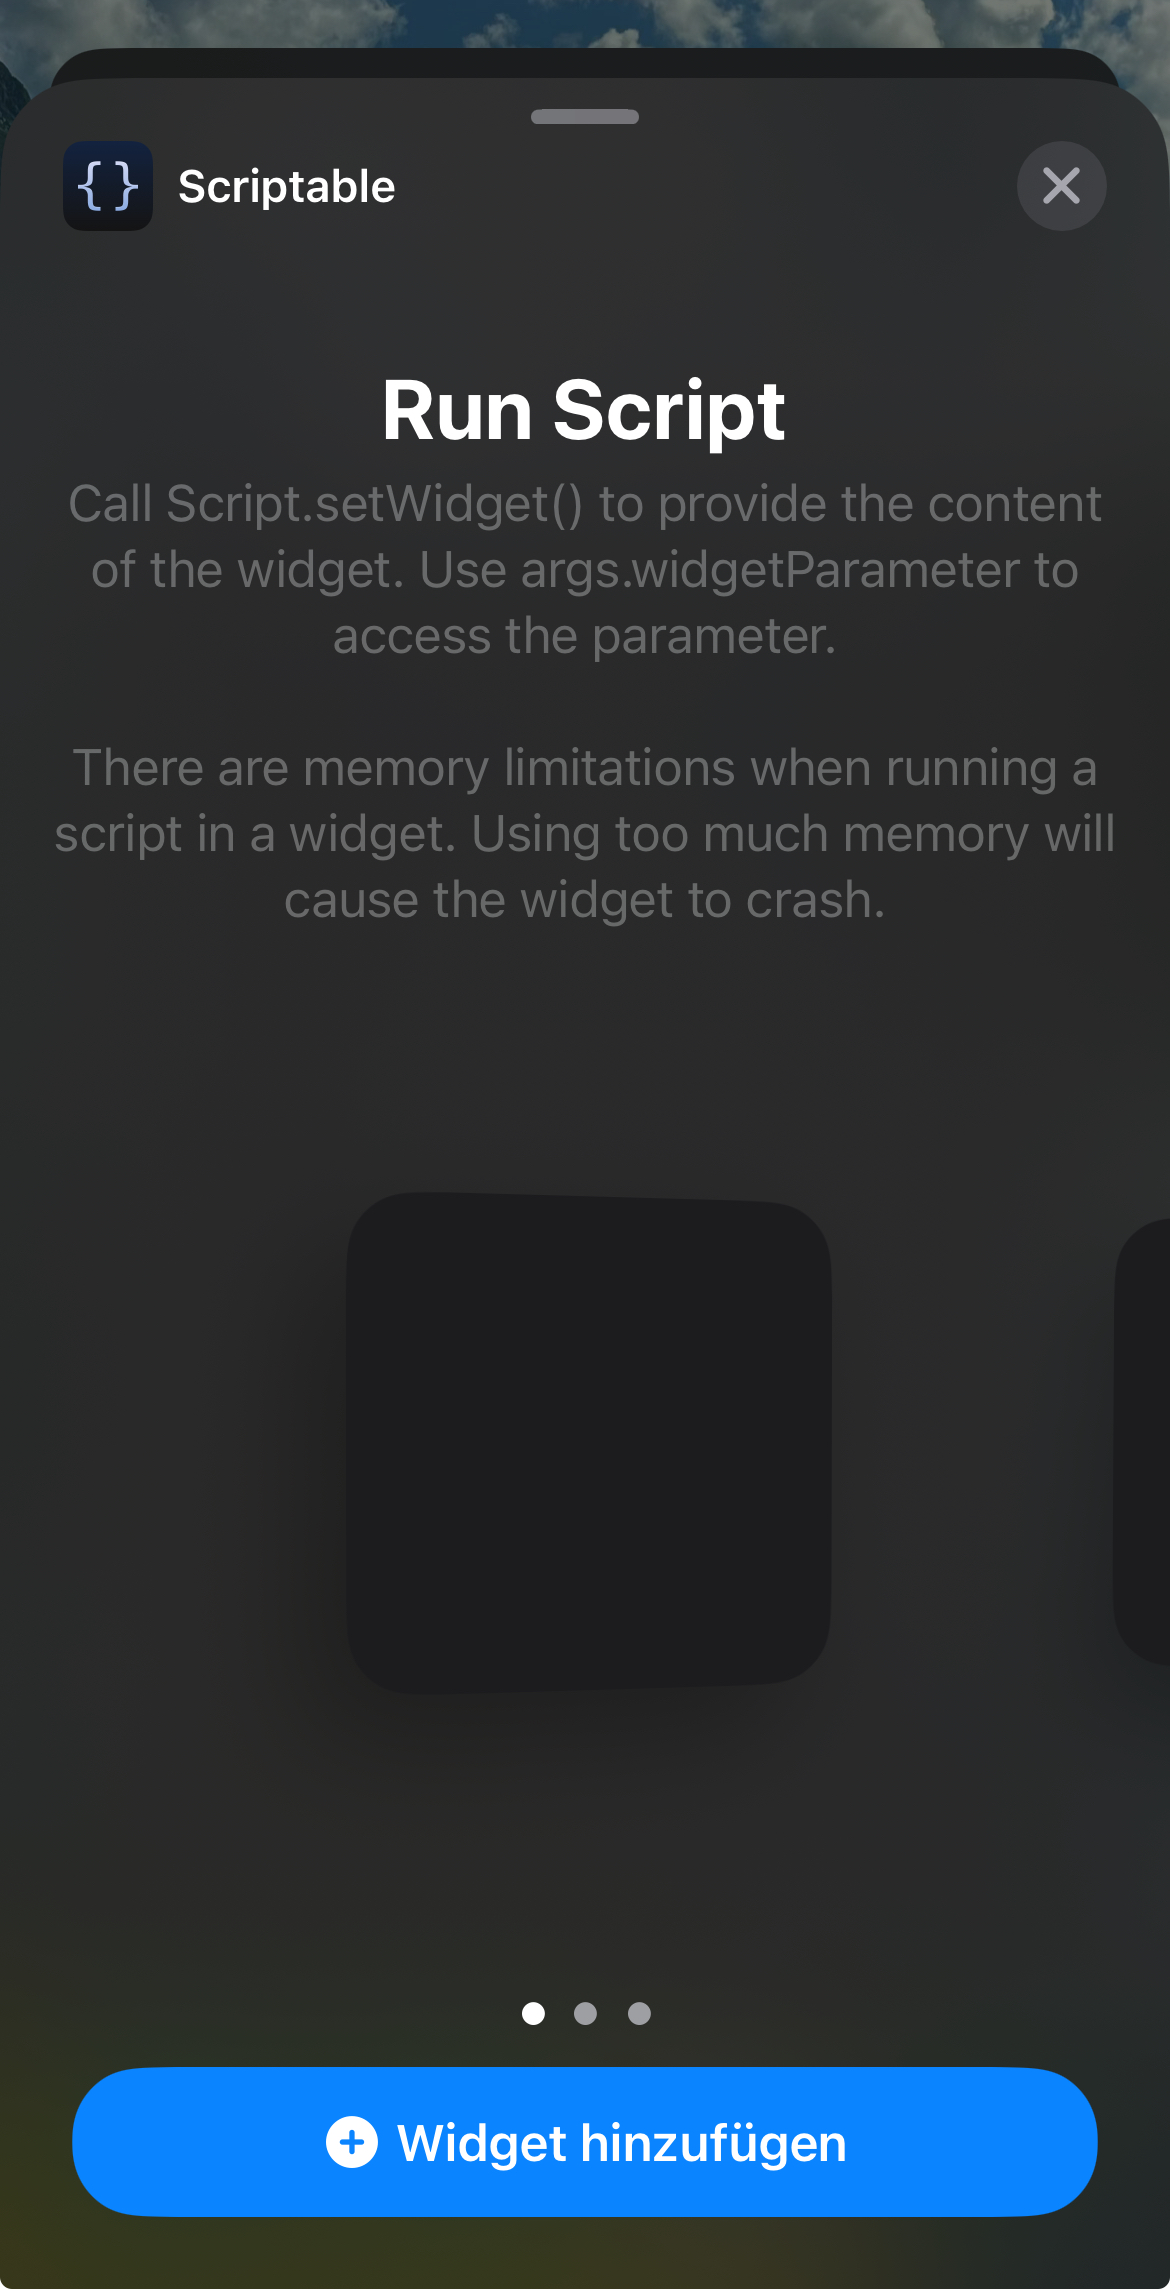 { } Scriptable
Run Script
Call Script.setWidget() to provide the content
of the widget. Use args.widgetParameter to
access the parameter.
There are memory limitations when running a
script in a widget. Using too much memory will
cause the widget to crash.
Widget hinzufügen